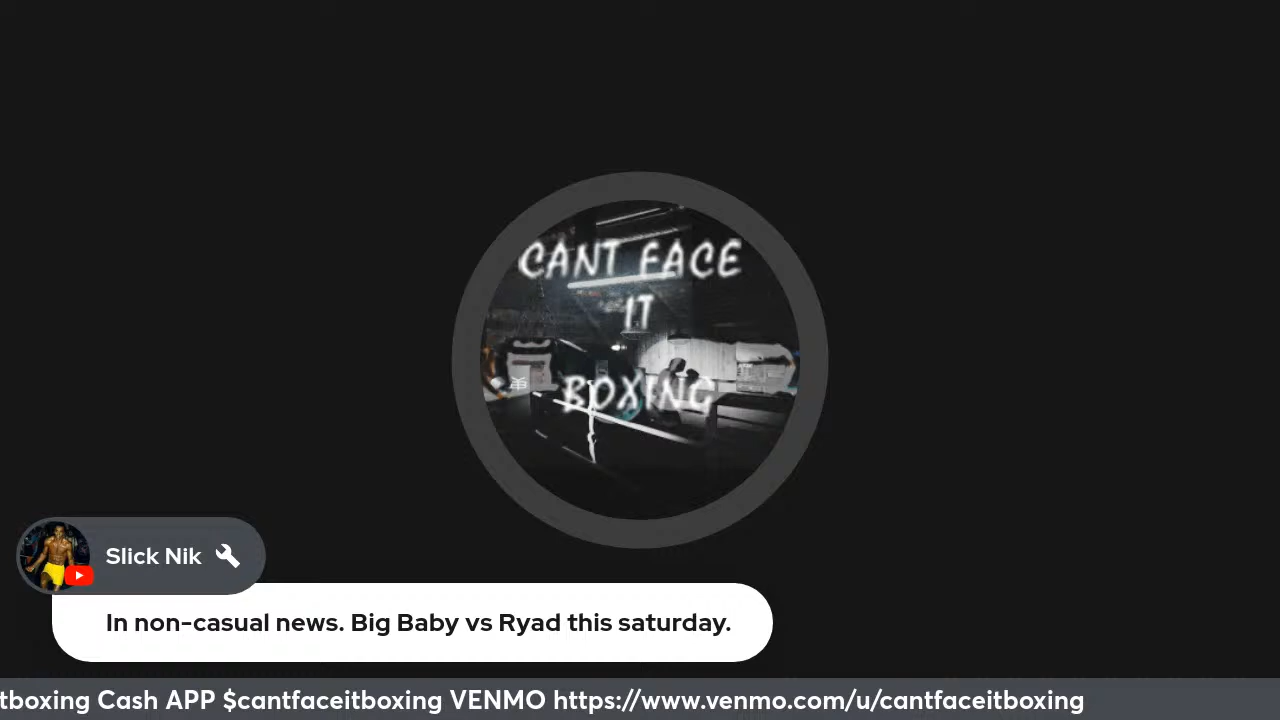 CANT FACE
IT
BOXING
Slick Nik
In non-casual news. Big Baby vs Ryad this saturday.
tboxing Cash APP $cantfaceitboxing VENMO https://www.venmo.com/u/cantfaceitboxing